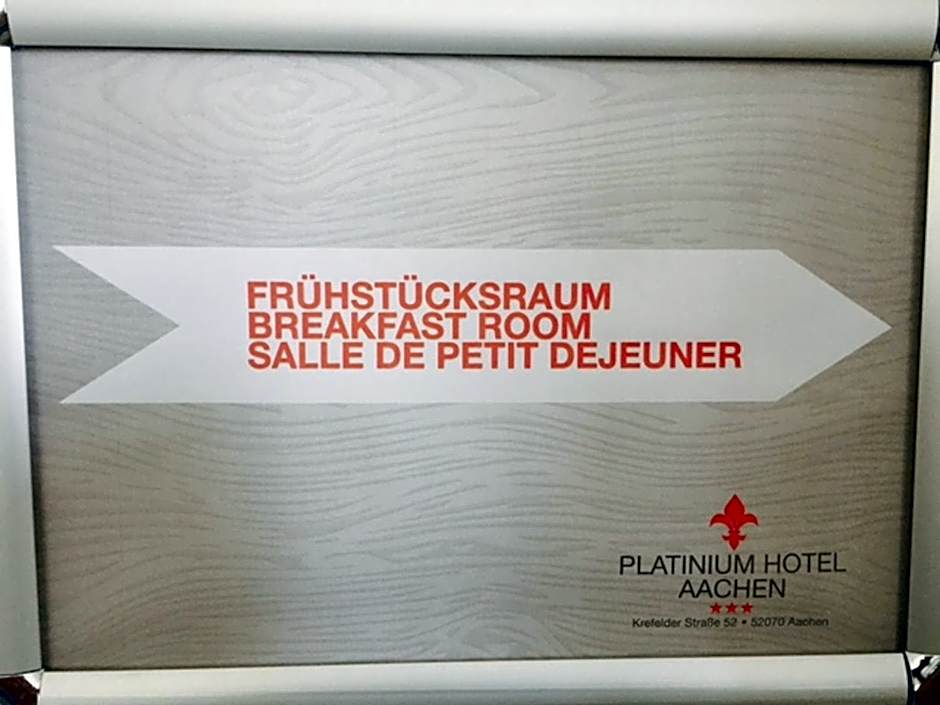 FRÜHSTÜCKSRAUM
BREAKFAST ROOM
SALLE DE PETIT DEJEUNER
PLATINIUM HOTEL
AACHEN
Krefelder Straße 52 • 52070 Aachen